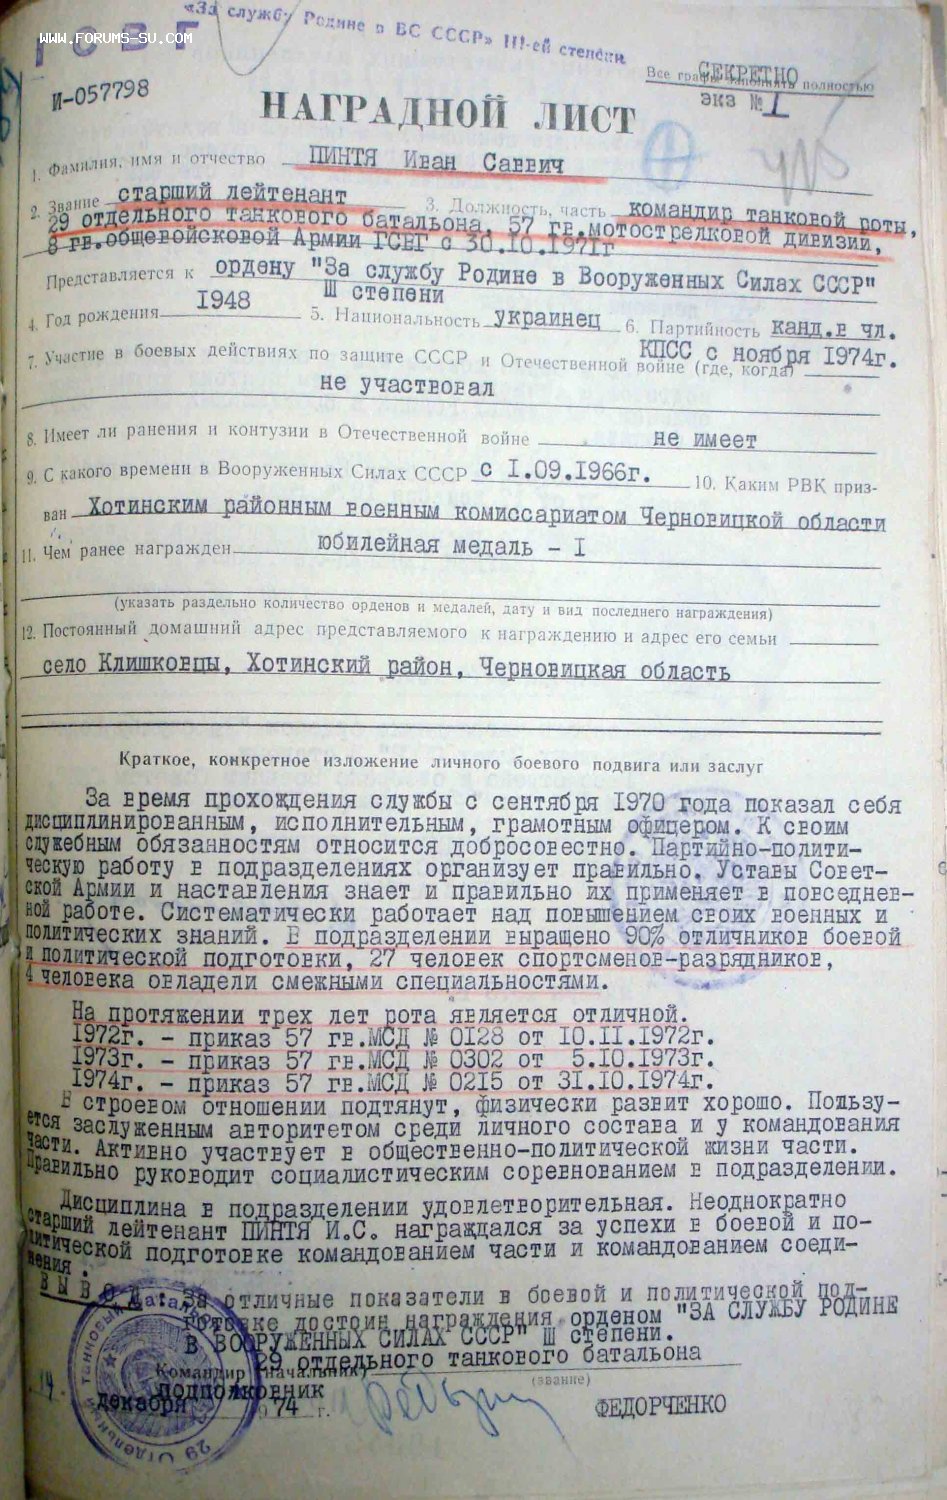 WWW.FORUMS-SU.COM
ГСВГ
«За службу Родине в ВС СССР» III-ей степени
И-057798
Все графы заполнять полностью
СЕКРЕТНО
ЭКЗ № 1
НАГРАДНОЙ ЛИСТ
1. Фамилия, имя и отчество ПИНТЯ Иван Саввич
2. Звание старший лейтенант 3. Должность, часть командир танковой роты,
29 отдельного танкового батальона, 57 гв.мотострелковой дивизии,
8 гв.общевойсковой Армии ГСВГ с 30.10.1971г
Представляется к ордену "За службу Родине в Вооруженных Силах СССР"
Ш степени
4. Год рождения 1948 5. Национальность украинец 6. Партийность канд.в чл.
КПСС с ноября 1974г.
7. Участие в боевых действиях по защите СССР и Отечественной войне (где, когда)
не участвовал
8. Имеет ли ранения и контузии в Отечественной войне не имеет
9. С какого времени в Вооруженных Силах СССР с 1.09.1966г. 10. Каким РВК приз-
ван Хотинским районным военным комиссариатом Черновицкой области
11. Чем ранее награжден юбилейная медаль - I
(указать раздельно количество орденов и медалей, дату и вид последнего награждения)
12. Постоянный домашний адрес представляемого к награждению и адрес его семьи
село Клишковцы, Хотинский район, Черновицкая область
Краткое, конкретное изложение личного боевого подвига или заслуг
За время прохождения службы с сентября 1970 года показал себя
дисциплинированным, исполнительным, грамотным офицером. К своим
служебным обязанностям относится добросовестно. Партийно-полити-
ческую работу в подразделениях организует правильно. Уставы Совет-
ской Армии и наставления знает и правильно их применяет в повседнев-
ной работе. Систематически работает над повышением своих военных и
политических знаний. В подразделении выращено 90% отличников боевой
и политической подготовки, 27 человек спортсменов-разрядников,
4 человека овладели смежными специальностями.
На протяжении трех лет рота является отличной.
1972г. - приказ 57 гв.МСД № 0128 от 10.11.1972г.
1973г. - приказ 57 гв.МСД № 0302 от 5.10.1973г.
1974г. - приказ 57 гв.МСД № 0215 от 31.10.1974г.
В строевом отношении подтянут, физически развит хорошо. Пользу-
ется заслуженным авторитетом среди личного состава и у командования
части. Активно участвует в общественно-политической жизни части.
Правильно руководит социалистическим соревнованием в подразделении.
Дисциплина в подразделении удовлетворительная. Неоднократно
старший лейтенант ПИНТЯ И.С. награждался за успехи в боевой и по-
литической подготовке командованием части и командованием соеди-
нения.
ВЫВОД: За отличные показатели в боевой и политической под-
готовке достоин награждения орденом "ЗА СЛУЖБУ РОДИНЕ
В ВООРУЖЕННЫХ СИЛАХ СССР" Ш степени.
29 отдельного танкового батальона
Командир (начальник)
(звание)
подполковник
ФЕДОРЧЕНКО
декабря 1974 г.
29 Отдельный танковый батальон